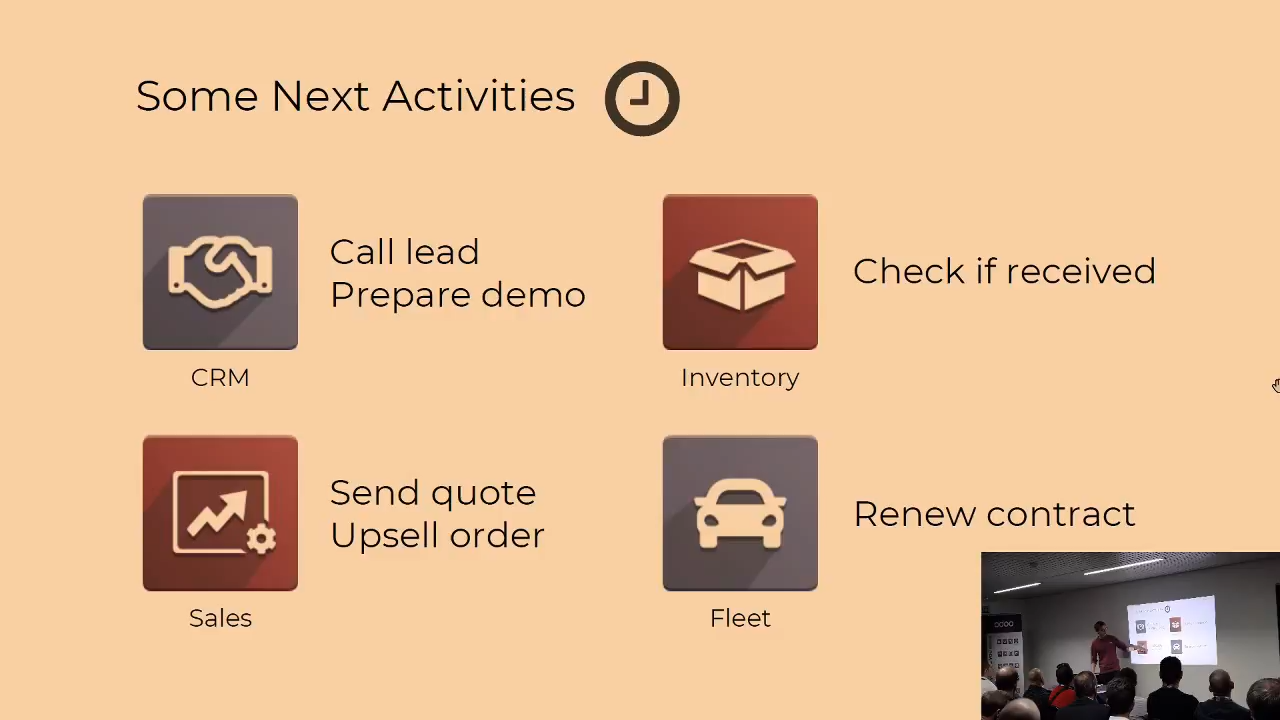 Some Next Activities
Call lead
Prepare demo
CRM
Check if received
Inventory
Send quote
Upsell order
Sales
Renew contract
Fleet
odoo